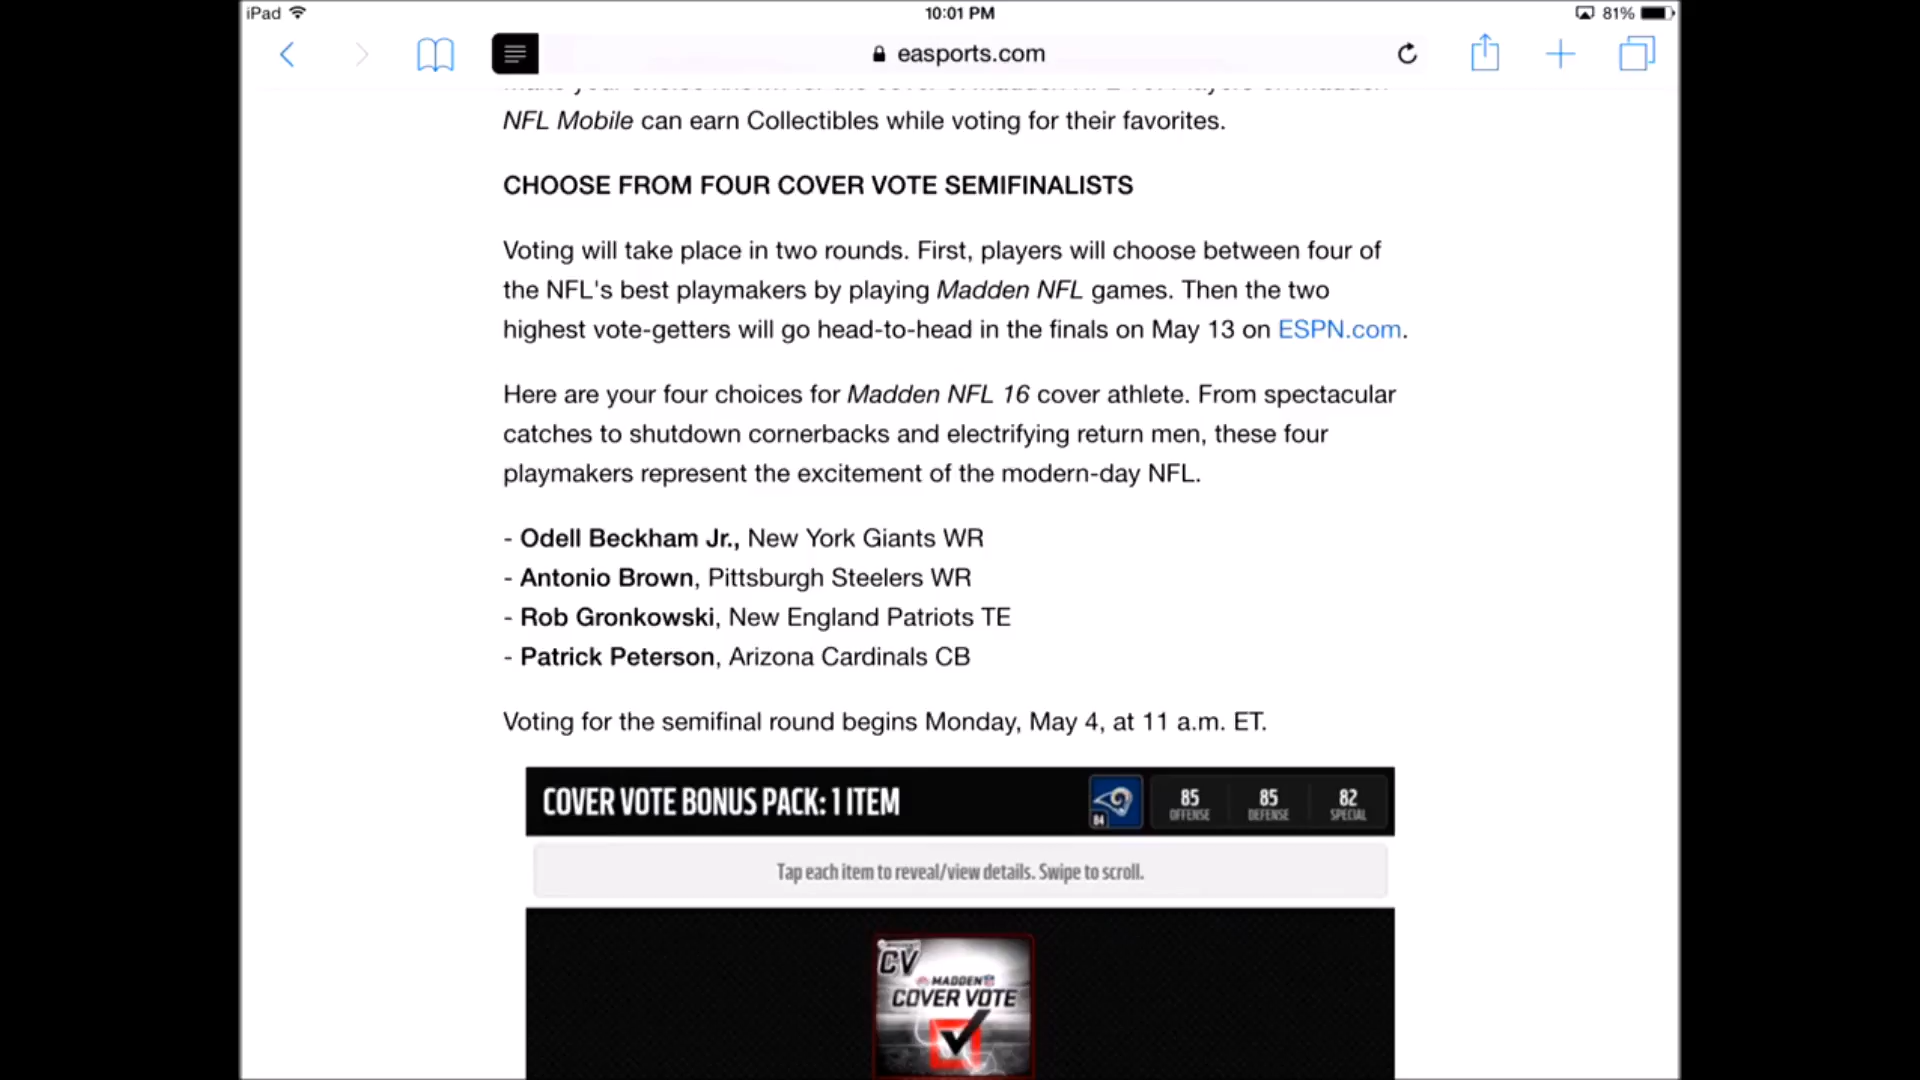 iPad
10:01 PM
81%
easports.com
NFL Mobile can earn Collectibles while voting for their favorites.
CHOOSE FROM FOUR COVER VOTE SEMIFINALISTS
Voting will take place in two rounds. First, players will choose between four of
the NFL's best playmakers by playing Madden NFL games. Then the two
highest vote-getters will go head-to-head in the finals on May 13 on ESPN.com.
Here are your four choices for Madden NFL 16 cover athlete. From spectacular
catches to shutdown cornerbacks and electrifying return men, these four
playmakers represent the excitement of the modern-day NFL.
- Odell Beckham Jr., New York Giants WR
- Antonio Brown, Pittsburgh Steelers WR
- Rob Gronkowski, New England Patriots TE
- Patrick Peterson, Arizona Cardinals CB
Voting for the semifinal round begins Monday, May 4, at 11 a.m. ET.
COVER VOTE BONUS PACK: 1 ITEM
84
85
OFFENSE
85
DEFENSE
82
SPECIAL
Tap each item to reveal/view details. Swipe to scroll.
CV
MADDEN
COVER VOTE